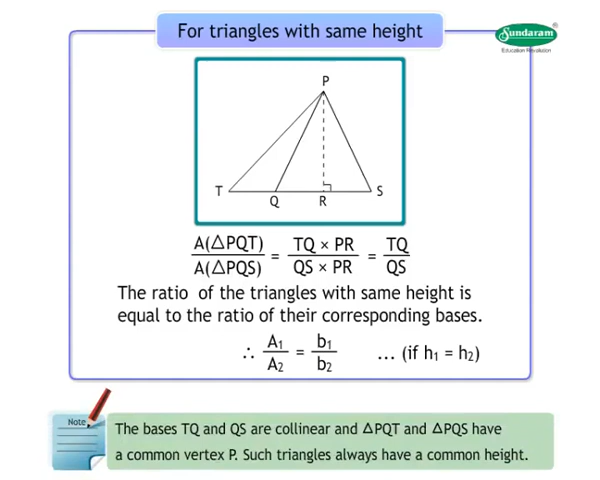 For triangles with same height
Sundaram®
Education Revolution
P
T
Q
R
S
A(△PQT) / A(△PQS) = TQ × PR / QS × PR = TQ / QS
The ratio of the triangles with same height is
equal to the ratio of their corresponding bases.
∴ A₁ / A₂ = b₁ / b₂ ... (if h₁ = h₂)
Note
The bases TQ and QS are collinear and △PQT and △PQS have
a common vertex P. Such triangles always have a common height.